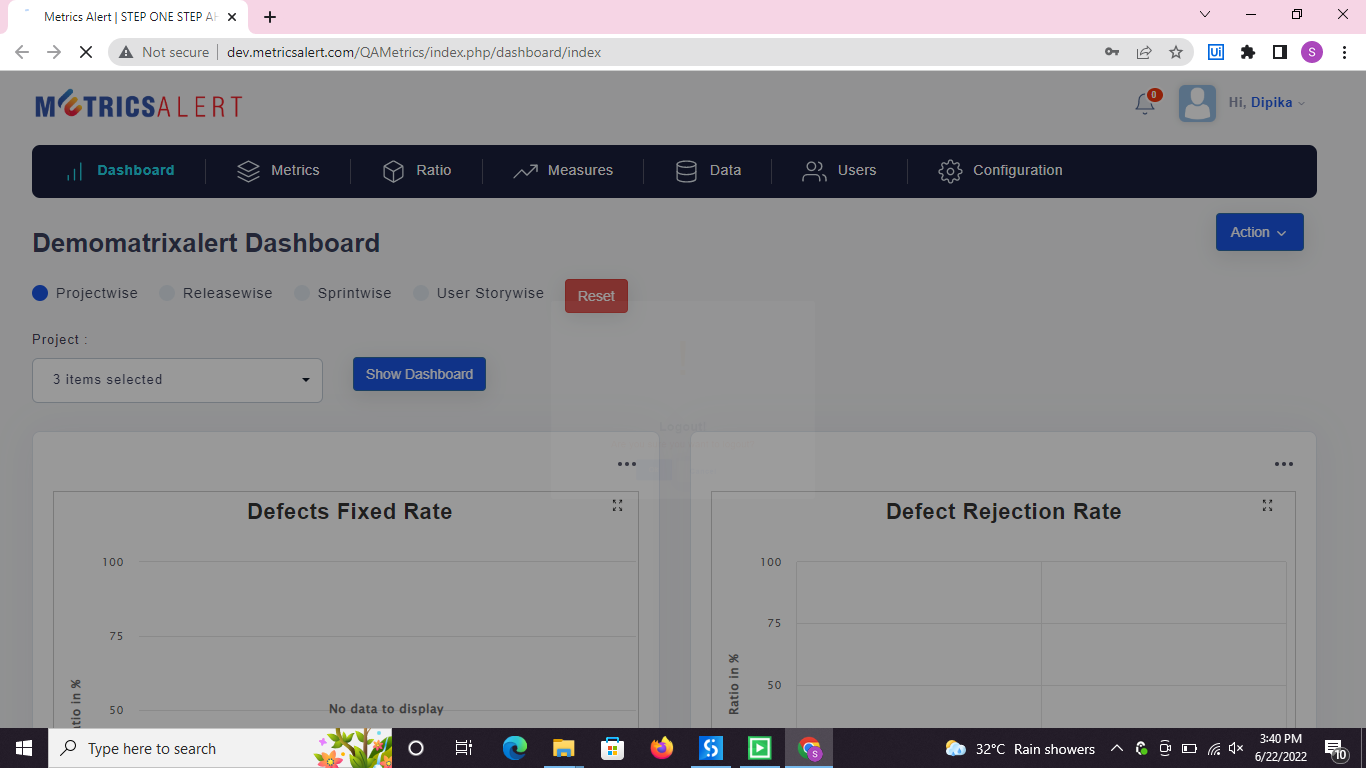 Metrics Alert | STEP ONE STEP AH
Not secure
dev.metricsalert.com/QAMetrics/index.php/dashboard/index
Ui
S
METRICSALERT
0
Hi, Dipika
Dashboard
Metrics
Ratio
Measures
Data
Users
Configuration
Demomatrixalert Dashboard
Action
Projectwise
Releasewise
Sprintwise
User Storywise
Reset
Project :
3 items selected
Show Dashboard
Logout!
Defects Fixed Rate
Defect Rejection Rate
100
75
50
No data to display
100
75
50
Ratio in %
Type here to search
32°C Rain showers
3:40 PM
6/22/2022
10